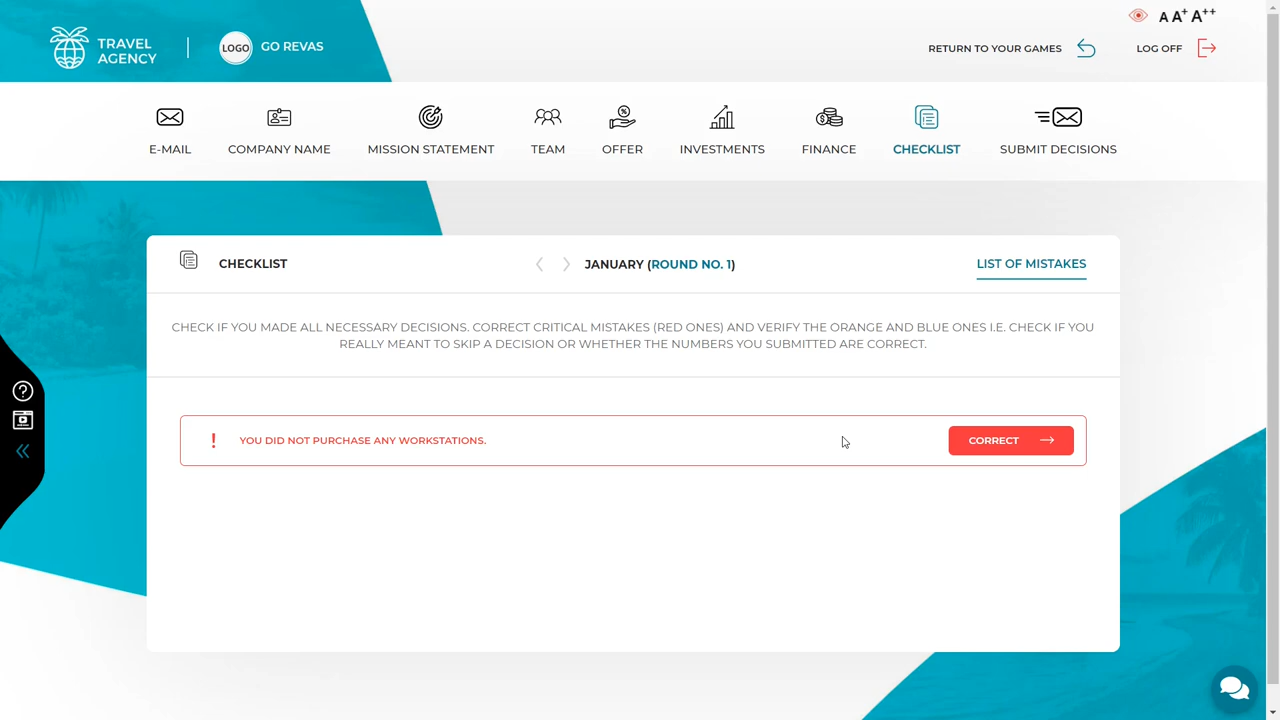 A A+ A++
TRAVEL
AGENCY
LOGO
GO REVAS
RETURN TO YOUR GAMES
LOG OFF
E-MAIL
COMPANY NAME
MISSION STATEMENT
TEAM
OFFER
INVESTMENTS
FINANCE
CHECKLIST
SUBMIT DECISIONS
CHECKLIST
JANUARY (ROUND NO. 1)
LIST OF MISTAKES
CHECK IF YOU MADE ALL NECESSARY DECISIONS. CORRECT CRITICAL MISTAKES (RED ONES) AND VERIFY THE ORANGE AND BLUE ONES I.E. CHECK IF YOU
REALLY MEANT TO SKIP A DECISION OR WHETHER THE NUMBERS YOU SUBMITTED ARE CORRECT.
! YOU DID NOT PURCHASE ANY WORKSTATIONS.
CORRECT